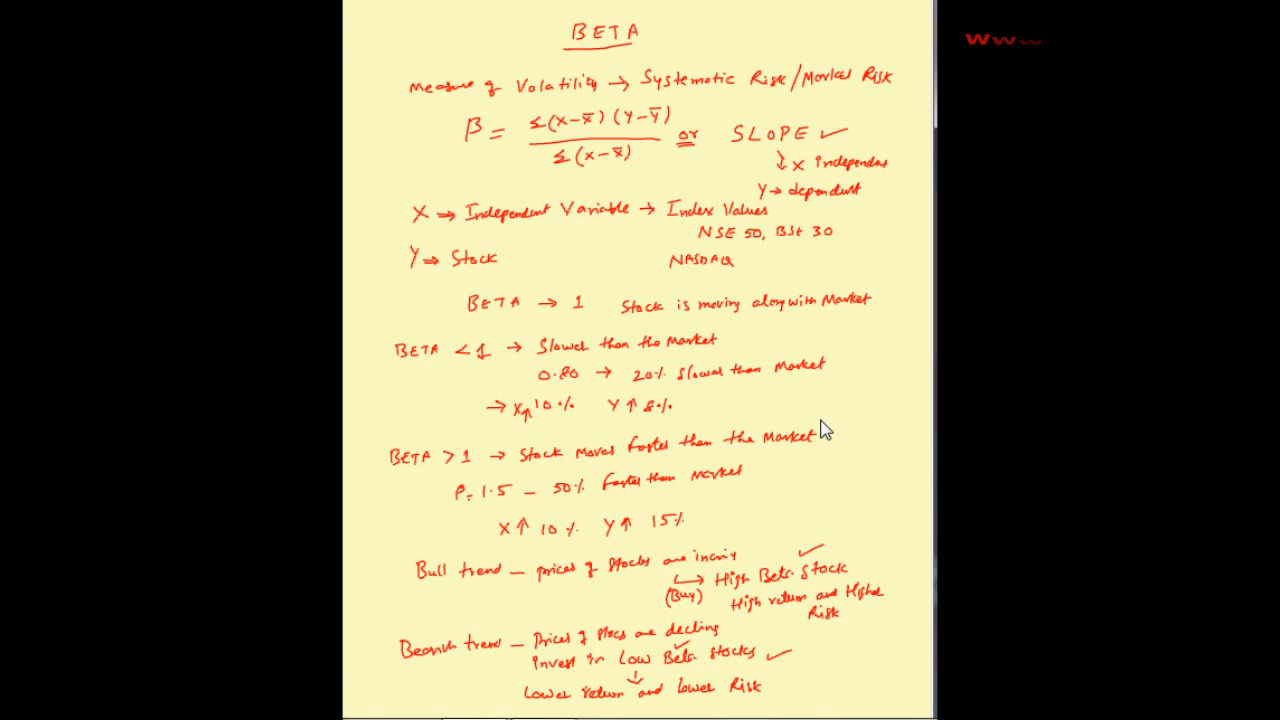 BETA
Www
Measure of Volatility → Systematic Risk/Market Risk
β = Σ(X-X̄) (Y-Ȳ) / Σ(X-X̄) or SLOPE ✓
↳ X independent
Y → dependent
X ⇒ Independent Variable → Index Values
NSE 50, BSE 30
Y ⇒ Stock NASDAQ
BETA → 1 Stock is moving along with Market
BETA < 1 → Slower than the Market
0.80 → 20% Slower than Market
→ X↑ 10% Y↑ 8%
BETA > 1 → Stock moves faster than the Market
β = 1.5 - 50% Faster than Market
X↑ 10% Y↑ 15%
Bull trend - prices of stocks are
(Buy) → High Beta Stock ✓
High return and Higher
Risk
Bearish trend - Prices of are
invest in Low Beta stocks ✓
Lower return and lower Risk